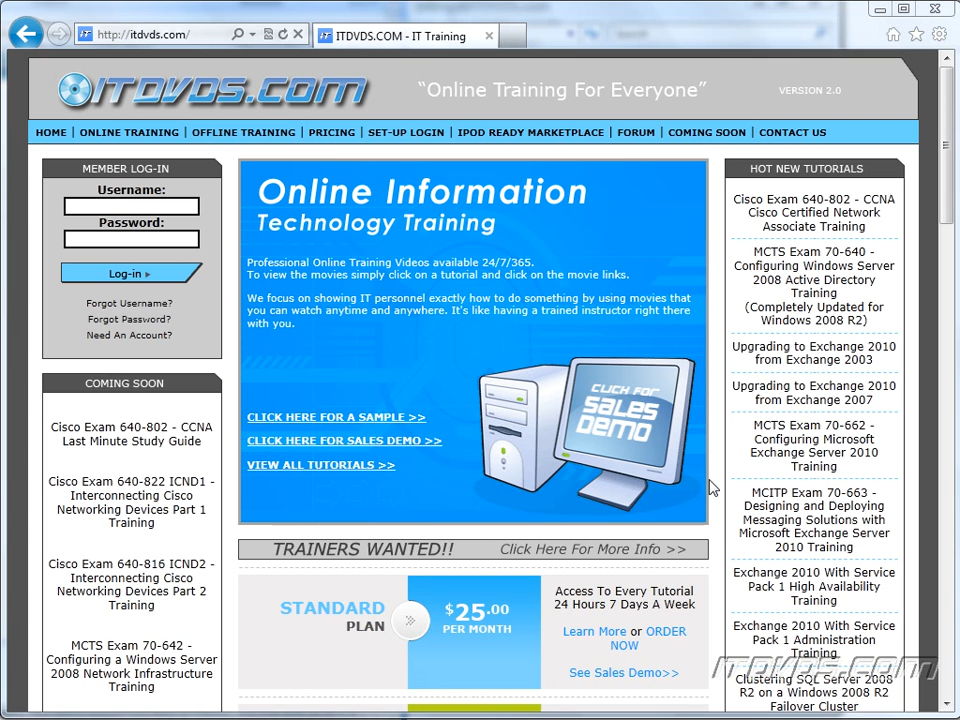 http://itdvds.com/
ITDVDS.COM - IT Training
ITDVDS.COM
“Online Training For Everyone”
VERSION 2.0
HOME | ONLINE TRAINING | OFFLINE TRAINING | PRICING | SET-UP LOGIN | IPOD READY MARKETPLACE | FORUM | COMING SOON | CONTACT US
MEMBER LOG-IN
Username:
Password:
Log-in
Forgot Username?
Forgot Password?
Need An Account?
COMING SOON
Cisco Exam 640-802 - CCNA
Last Minute Study Guide
Cisco Exam 640-822 ICND1 -
Interconnecting Cisco
Networking Devices Part 1
Training
Cisco Exam 640-816 ICND2 -
Interconnecting Cisco
Networking Devices Part 2
Training
MCTS Exam 70-642 -
Configuring a Windows Server
2008 Network Infrastructure
Training
Online Information
Technology Training
Professional Online Training Videos available 24/7/365.
To view the movies simply click on a tutorial and click on the movie links.
We focus on showing IT personnel exactly how to do something by using movies that
you can watch anytime and anywhere. It's like having a trained instructor right there
with you.
CLICK HERE FOR A SAMPLE >>
CLICK HERE FOR SALES DEMO >>
VIEW ALL TUTORIALS >>
CLICK FOR
SALES
DEMO
TRAINERS WANTED!! Click Here For More Info >>
STANDARD
PLAN
$25.00
PER MONTH
Access To Every Tutorial
24 Hours 7 Days A Week
Learn More or ORDER
NOW
See Sales Demo>>
HOT NEW TUTORIALS
Cisco Exam 640-802 - CCNA
Cisco Certified Network
Associate Training
MCTS Exam 70-640 -
Configuring Windows Server
2008 Active Directory
Training
(Completely Updated for
Windows 2008 R2)
Upgrading to Exchange 2010
from Exchange 2003
Upgrading to Exchange 2010
from Exchange 2007
MCTS Exam 70-662 -
Configuring Microsoft
Exchange Server 2010
Training
MCITP Exam 70-663 -
Designing and Deploying
Messaging Solutions with
Microsoft Exchange Server
2010 Training
Exchange 2010 With Service
Pack 1 High Availability
Training
Exchange 2010 With Service
Pack 1 Administration
Training
Clustering SQL Server 2008
R2 on a Windows 2008 R2
Failover Cluster
ITDVDS.COM